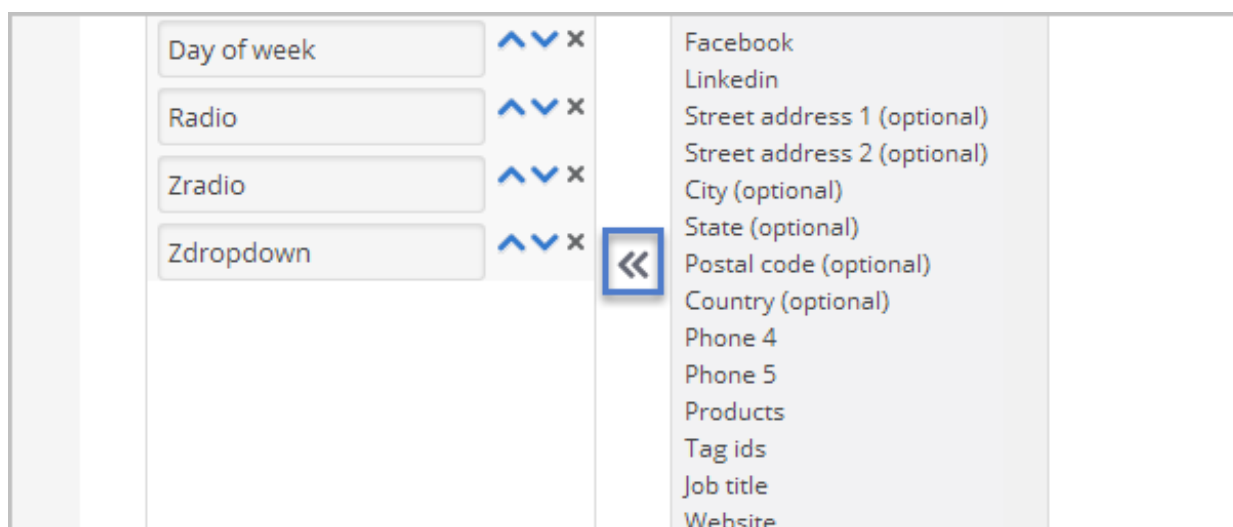 Day of week
Radio
Zradio
Zdropdown
Facebook
Linkedin
Street address 1 (optional)
Street address 2 (optional)
City (optional)
State (optional)
Postal code (optional)
Country (optional)
Phone 4
Phone 5
Products
Tag ids
Job title
Website